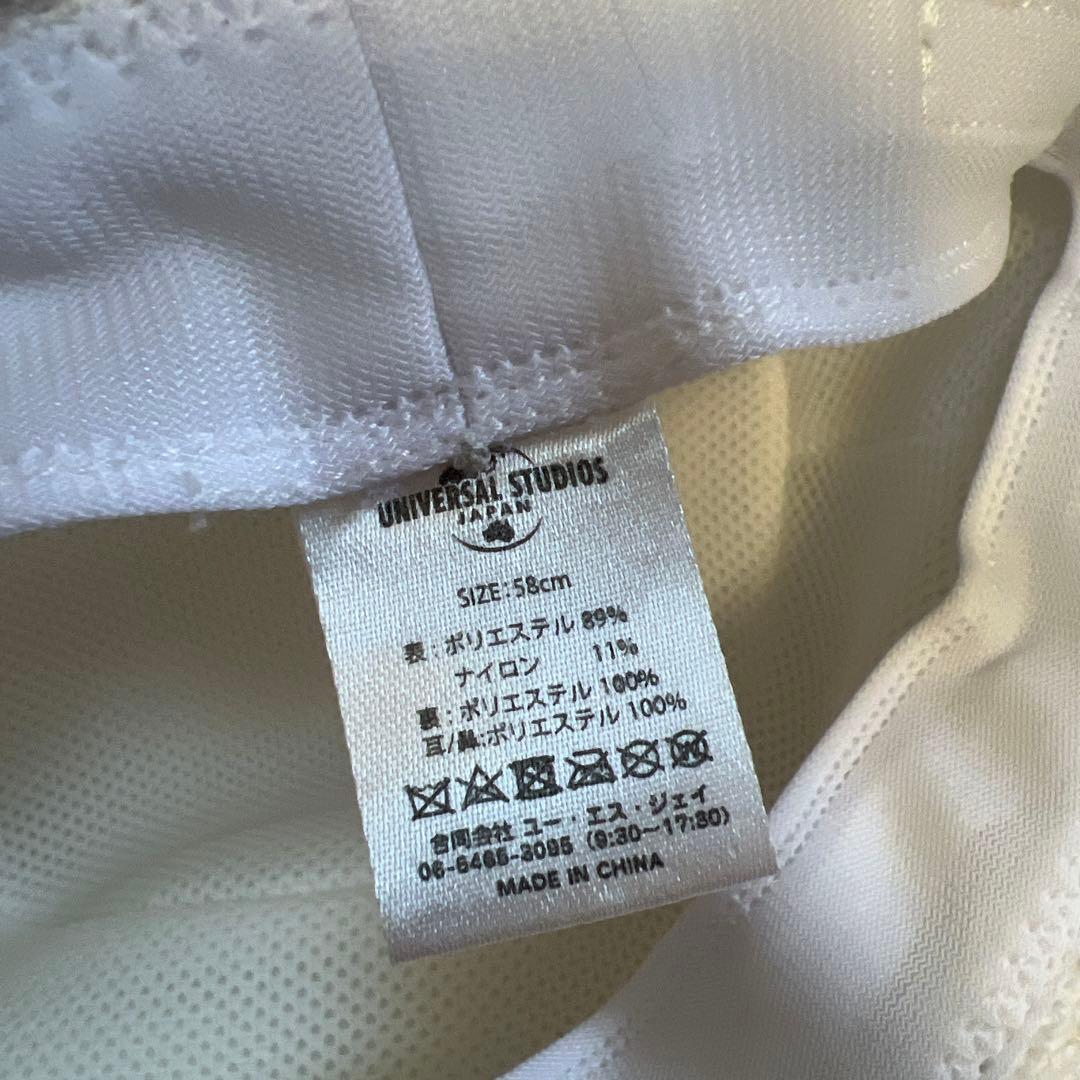 UNIVERSAL STUDIOS
JAPAN
SIZE:58cm
表:ポリエステル 89%
ナイロン 11%
裏:ポリエステル 100%
耳/鼻:ポリエステル 100%
合同会社 ユー・エス・ジェイ
06-6465-3095 (9:30〜17:30)
MADE IN CHINA